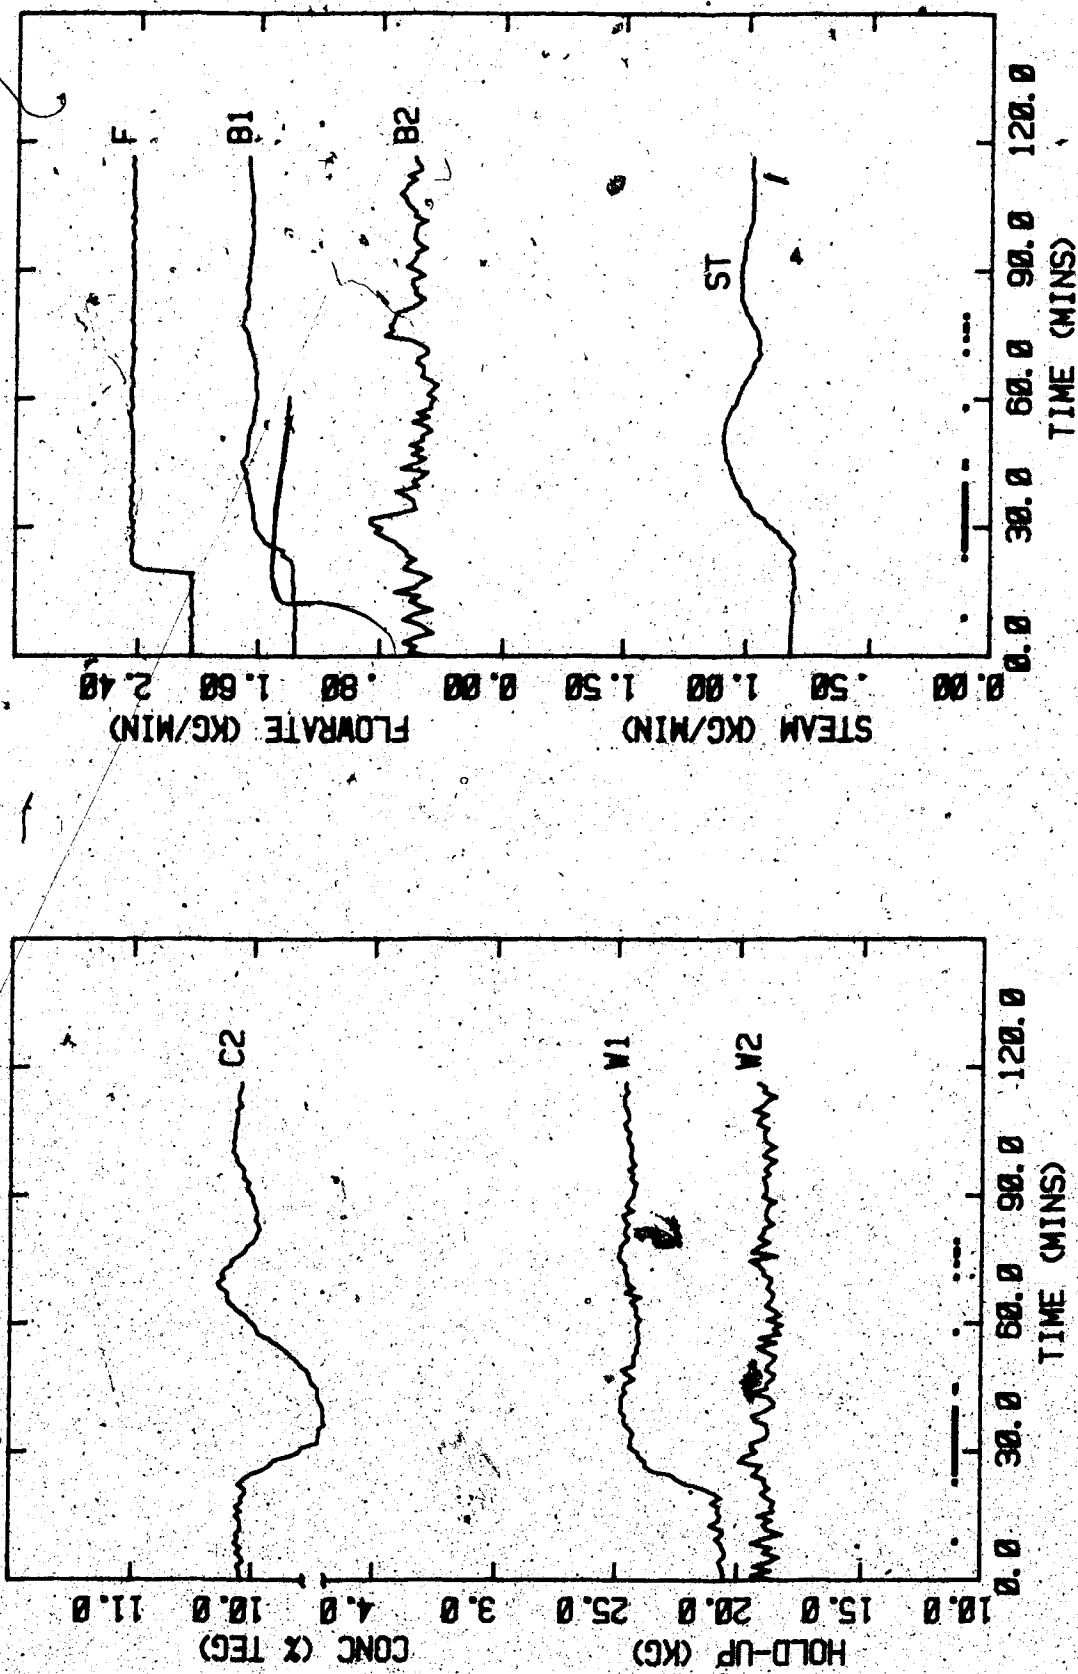 F
B1
B2
ST
FLOWRATE (KG/MIN)
2.40
1.60
.80
0.00
STEAM (KG/MIN)
1.50
1.00
.50
0.00
0.0 30.0 60.0 90.0 120.0
TIME (MINS)
C2
W1
W2
CONC (% TEG)
11.0
10.0
4.0
3.0
HOLD-UP (KG)
25.0
20.0
15.0
10.0
0.0 30.0 60.0 90.0 120.0
TIME (MINS)